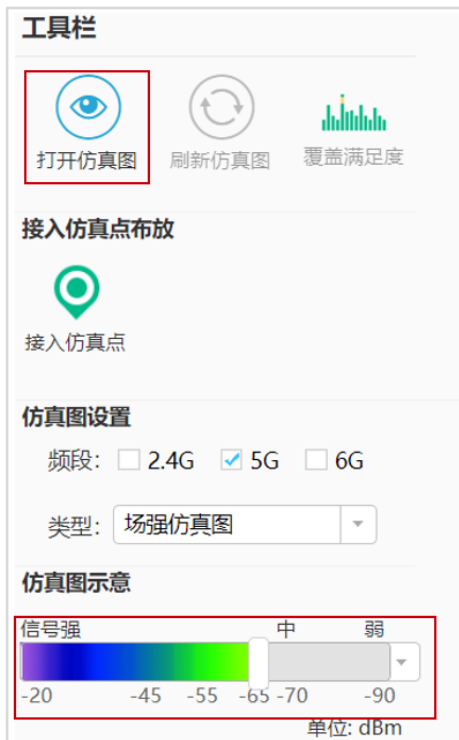 工具栏
打开仿真图 刷新仿真图 覆盖满足度
接入仿真点布放
接入仿真点
仿真图设置
频段: 2.4G 5G 6G
类型: 场强仿真图
仿真图示意
信号强 中 弱
-20 -45 -55 -65 -70 -90
单位: dBm